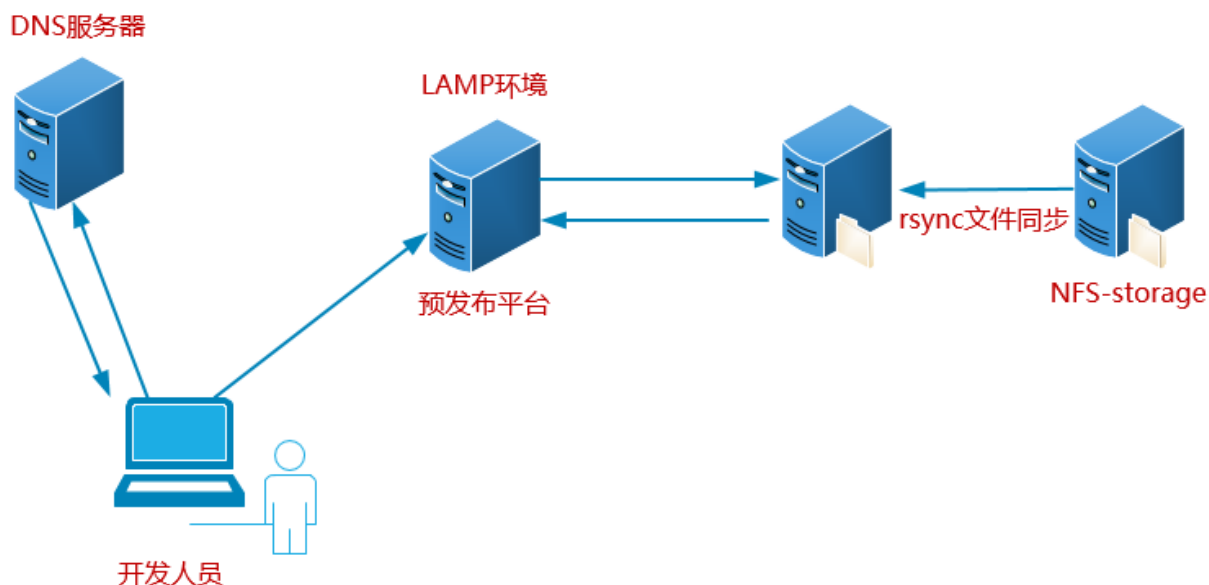 DNS服务器
LAMP环境
rsync文件同步
预发布平台
NFS-storage
开发人员